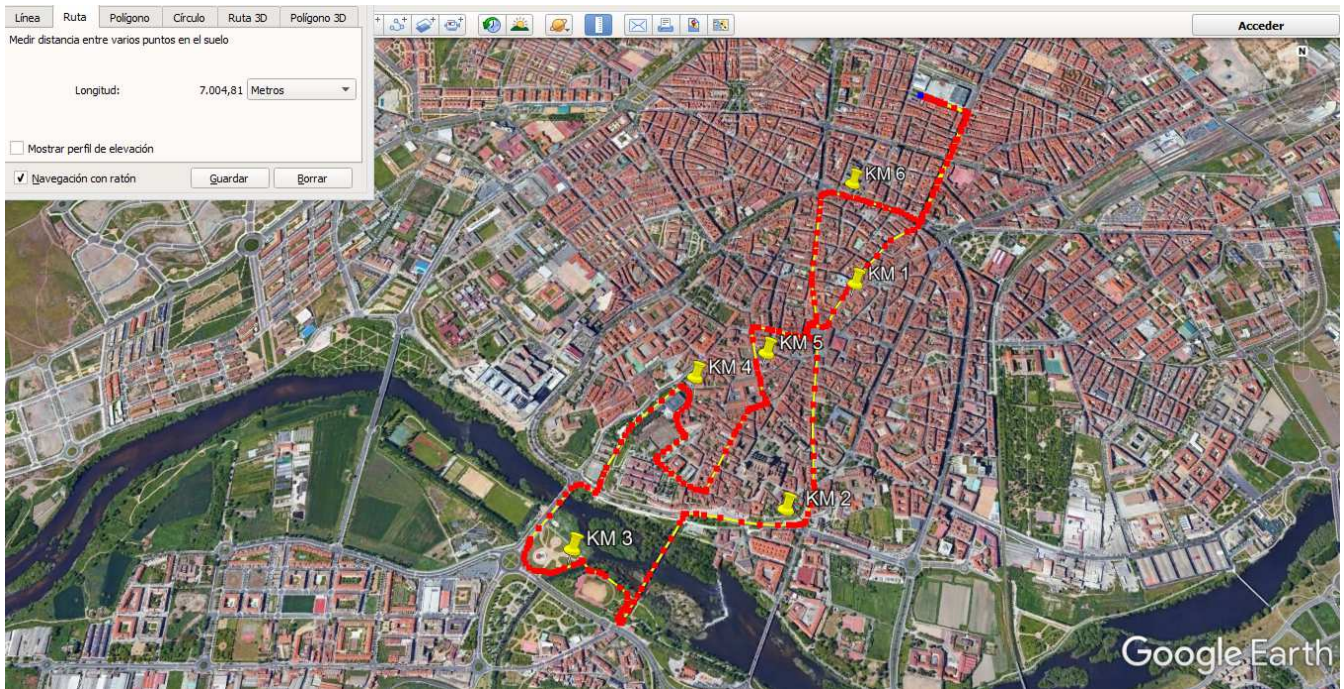 Línea Ruta Polígono Círculo Ruta 3D Polígono 3D
Acceder
Medir distancia entre varios puntos en el suelo
Longitud: 7.004,81 Metros
Mostrar perfil de elevación
Navegación con ratón Guardar Borrar
N
KM 6
KM 1
KM 5
KM 4
KM 2
KM 3
Google Earth